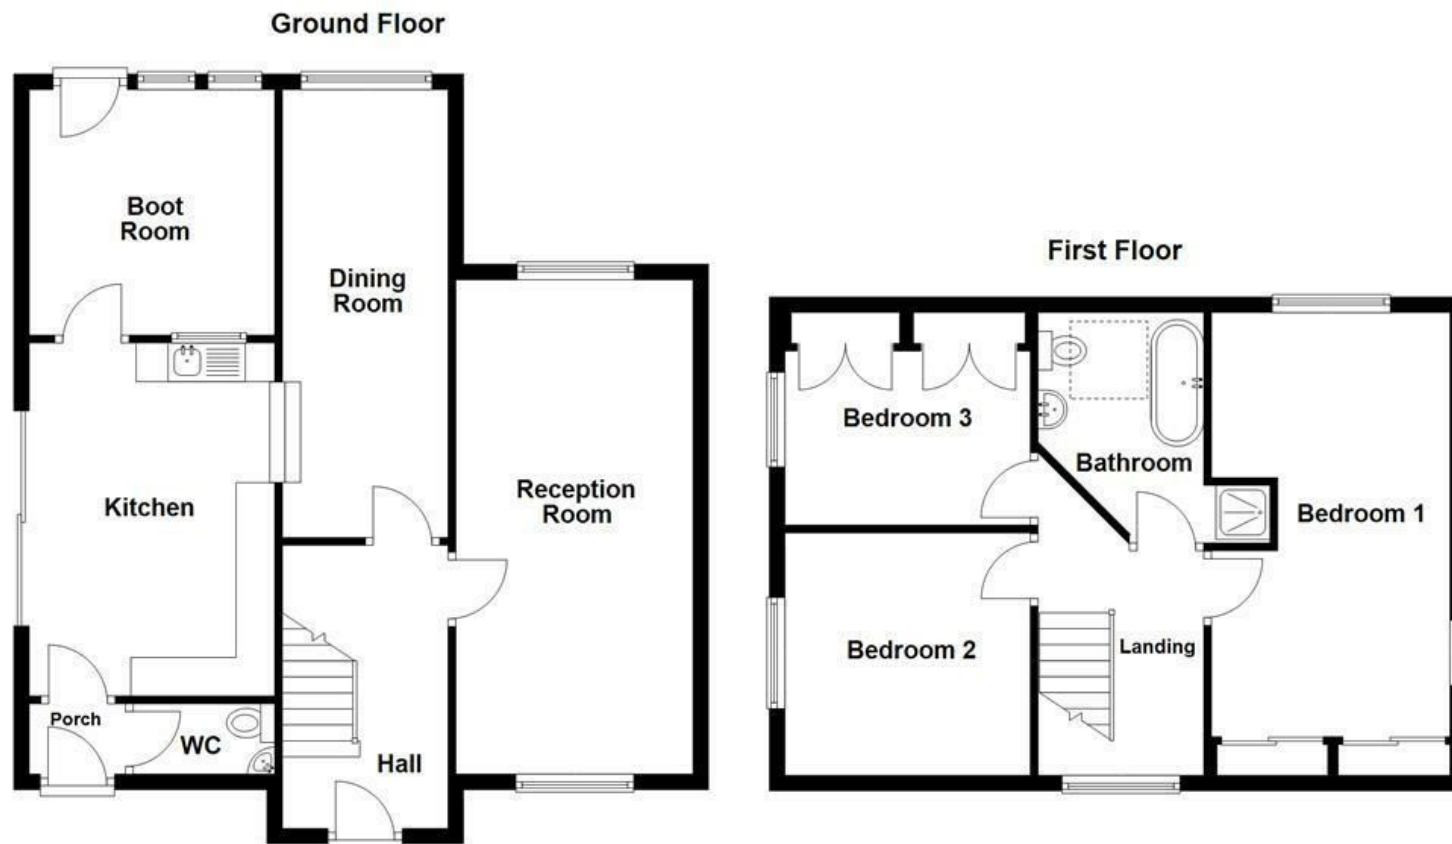 Ground Floor
Boot
Room
Dining
Room
Kitchen
Reception
Room
Porch
WC
Hall
First Floor
Bedroom 3
Bathroom
Bedroom 1
Bedroom 2
Landing